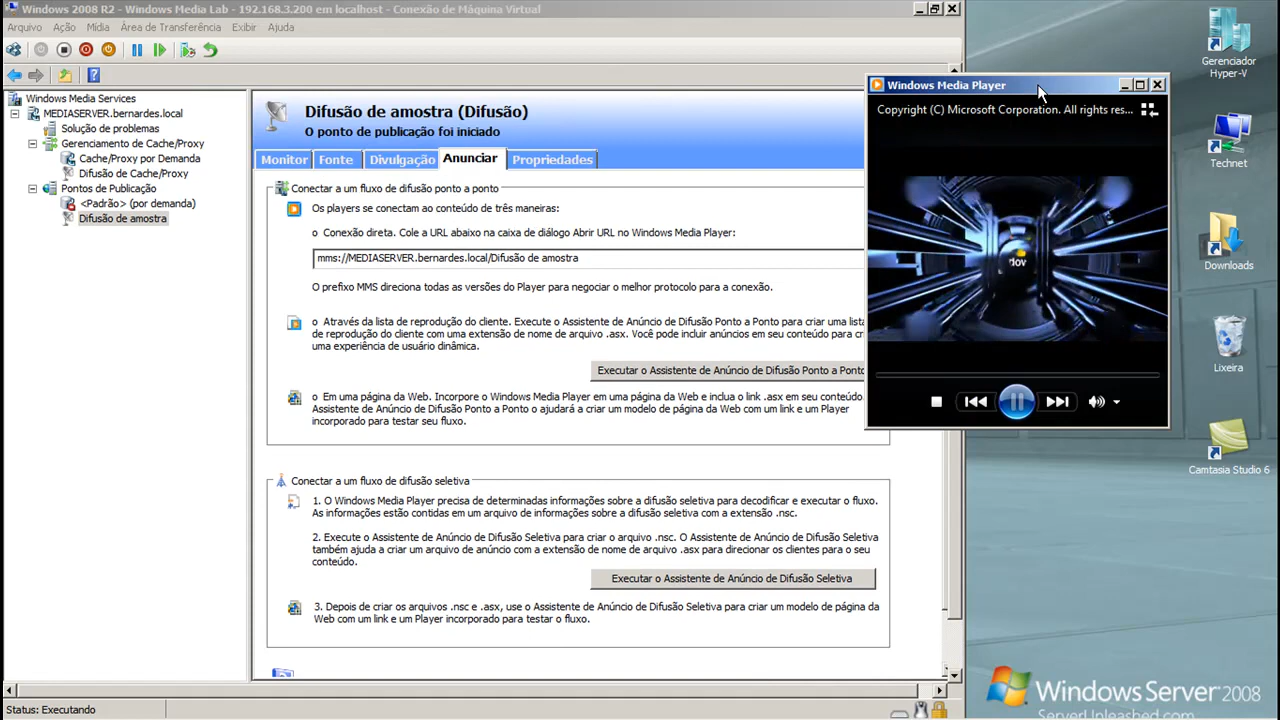 Windows 2008 R2 - Windows Media Lab - 192.168.3.200 em localhost - Conexão de Máquina Virtual
Arquivo Ação Mídia Área de Transferência Exibir Ajuda
Windows Media Services
MEDIASERVER.bernardes.local
Solução de problemas
Gerenciamento de Cache/Proxy
Cache/Proxy por Demanda
Difusão de Cache/Proxy
Pontos de Publicação
<Padrão> (por demanda)
Difusão de amostra
Difusão de amostra (Difusão)
O ponto de publicação foi iniciado
Monitor Fonte Divulgação Anunciar Propriedades
Conectar a um fluxo de difusão ponto a ponto
Os players se conectam ao conteúdo de três maneiras:
o Conexão direta. Cole a URL abaixo na caixa de diálogo Abrir URL no Windows Media Player:
mms://MEDIASERVER.bernardes.local/Difusão de amostra
O prefixo MMS direciona todas as versões do Player para negociar o melhor protocolo para a conexão.
o Através da lista de reprodução do cliente. Execute o Assistente de Anúncio de Difusão Ponto a Ponto para criar uma lista
de reprodução do cliente com uma extensão de nome de arquivo .asx. Você pode incluir anúncios em seu conteúdo para cr
uma experiência de usuário dinâmica.
Executar o Assistente de Anúncio de Difusão Ponto a Ponto
o Em uma página da Web. Incorpore o Windows Media Player em uma página da Web e inclua o link .asx em seu conteúdo.
Assistente de Anúncio de Difusão Ponto a Ponto o ajudará a criar um modelo de página da Web com um link e um Player
incorporado para testar seu fluxo.
Conectar a um fluxo de difusão seletiva
1. O Windows Media Player precisa de determinadas informações sobre a difusão seletiva para decodificar e executar o fluxo.
As informações estão contidas em um arquivo de informações sobre a difusão seletiva com a extensão .nsc.
2. Execute o Assistente de Anúncio de Difusão Seletiva para criar o arquivo .nsc. O Assistente de Anúncio de Difusão Seletiva
também ajuda a criar um arquivo de anúncio com a extensão de nome de arquivo .asx para direcionar os clientes para o seu
conteúdo.
Executar o Assistente de Anúncio de Difusão Seletiva
3. Depois de criar os arquivos .nsc e .asx, use o Assistente de Anúncio de Difusão Seletiva para criar um modelo de página da
Web com um link e um Player incorporado para testar o fluxo.
Status: Executando
Windows Media Player
Copyright (C) Microsoft Corporation. All rights res...
Gerenciador
Hyper-V
Technet
Downloads
Lixeira
Camtasia Studio 6
Windows Server 2008
ServerUnleashed.com